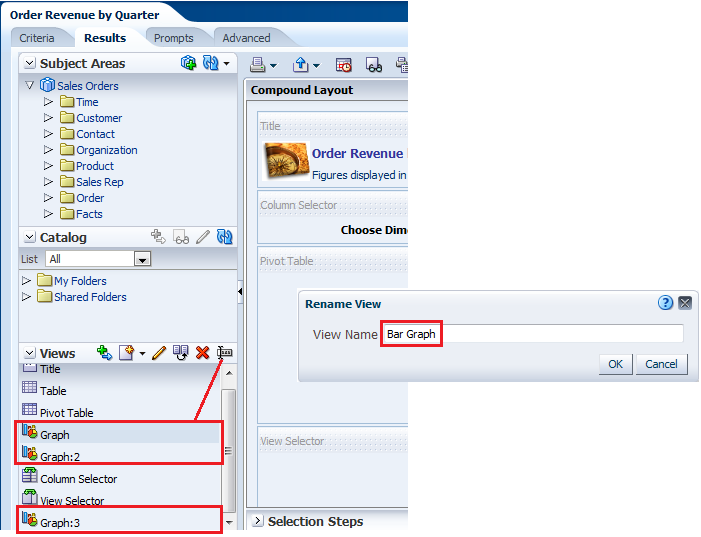 Order Revenue by Quarter
Criteria Results Prompts Advanced
Subject Areas
Sales Orders
Time
Customer
Contact
Organization
Product
Sales Rep
Order
Facts
Catalog
List All
My Folders
Shared Folders
Views
Title
Table
Pivot Table
Graph
Graph:2
Column Selector
View Selector
Graph:3
Compound Layout
Title
Order Revenue
Figures displayed in
Column Selector
Choose Dim
Pivot Table
View Selector
Selection Steps
Rename View
View Name Bar Graph
OK Cancel